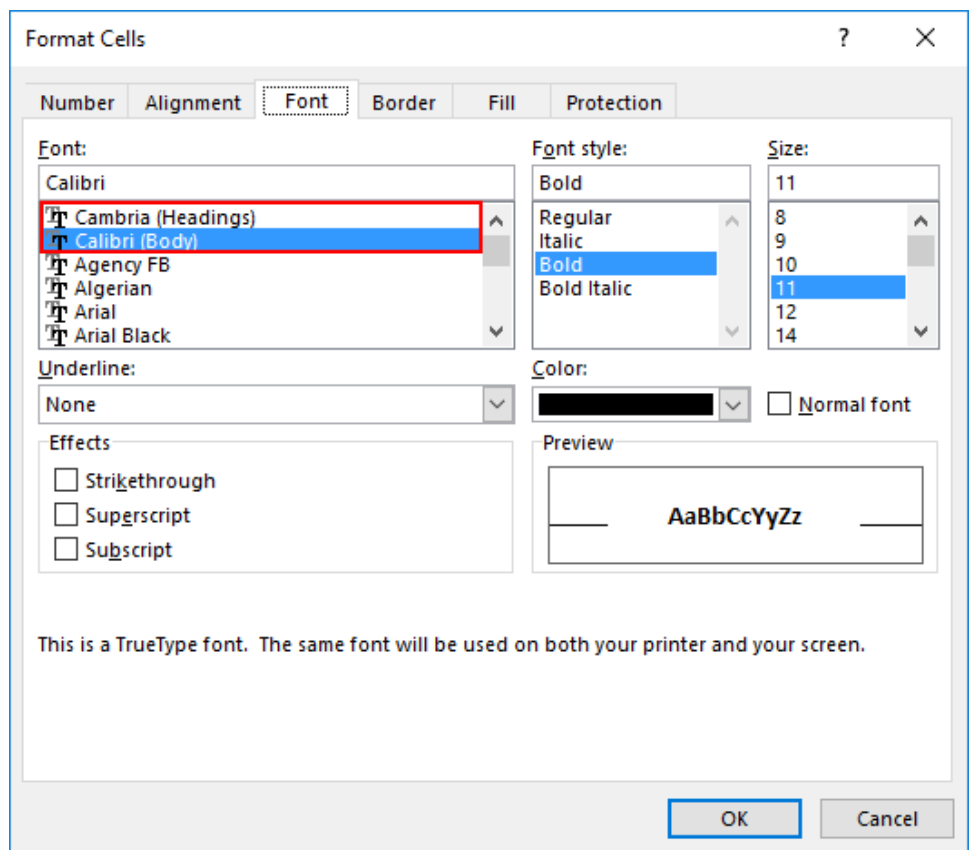 Format Cells ?
Number Alignment Font Border Fill Protection
Font: Font style: Size:
Calibri Bold 11
Cambria (Headings) Regular 8
Calibri (Body) Italic 9
Agency FB Bold 10
Algerian Bold Italic 11
Arial 12
Arial Black 14
Underline: Color:
None Normal font
Effects Preview
Strikethrough
Superscript AaBbCcYyZz
Subscript
This is a TrueType font. The same font will be used on both your printer and your screen.
OK Cancel